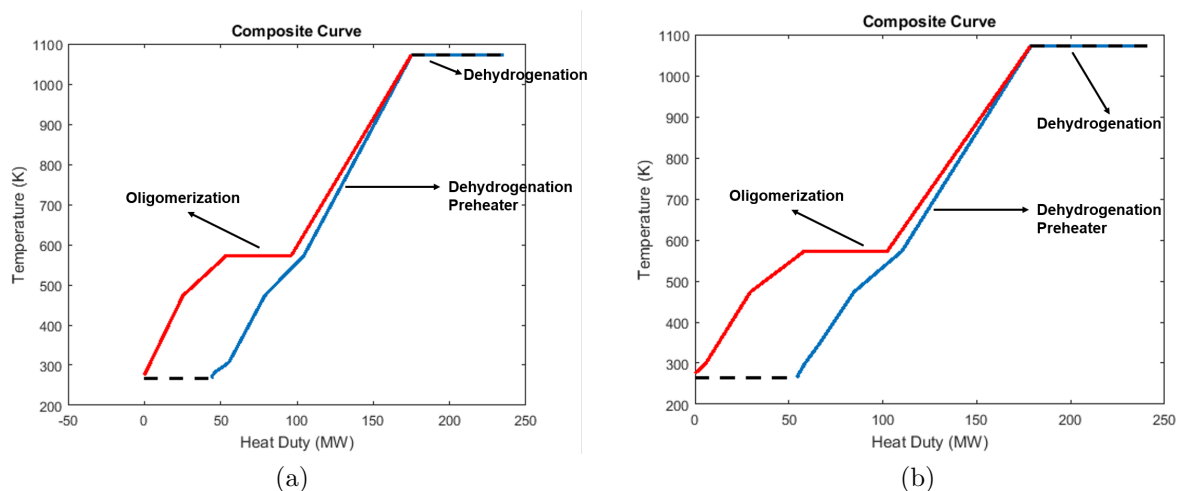 Composite Curve
1100
1000
900
800
700
600
500
400
300
200
-50
0
50
100
150
200
250
Temperature (K)
Heat Duty (MW)
Dehydrogenation
Oligomerization
Dehydrogenation
Preheater
(a)
Composite Curve
1100
1000
900
800
700
600
500
400
300
200
0
50
100
150
200
250
Temperature (K)
Heat Duty (MW)
Dehydrogenation
Oligomerization
Dehydrogenation
Preheater
(b)